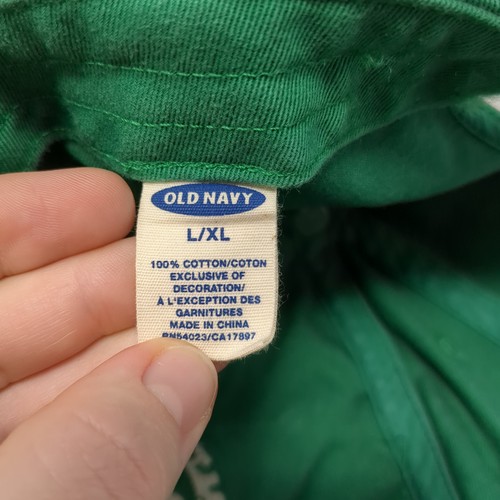 OLD NAVY
L/XL
100% COTTON/COTON
EXCLUSIVE OF
DECORATION/
À L'EXCEPTION DES
GARNITURES
MADE IN CHINA
RN54023/CA17897